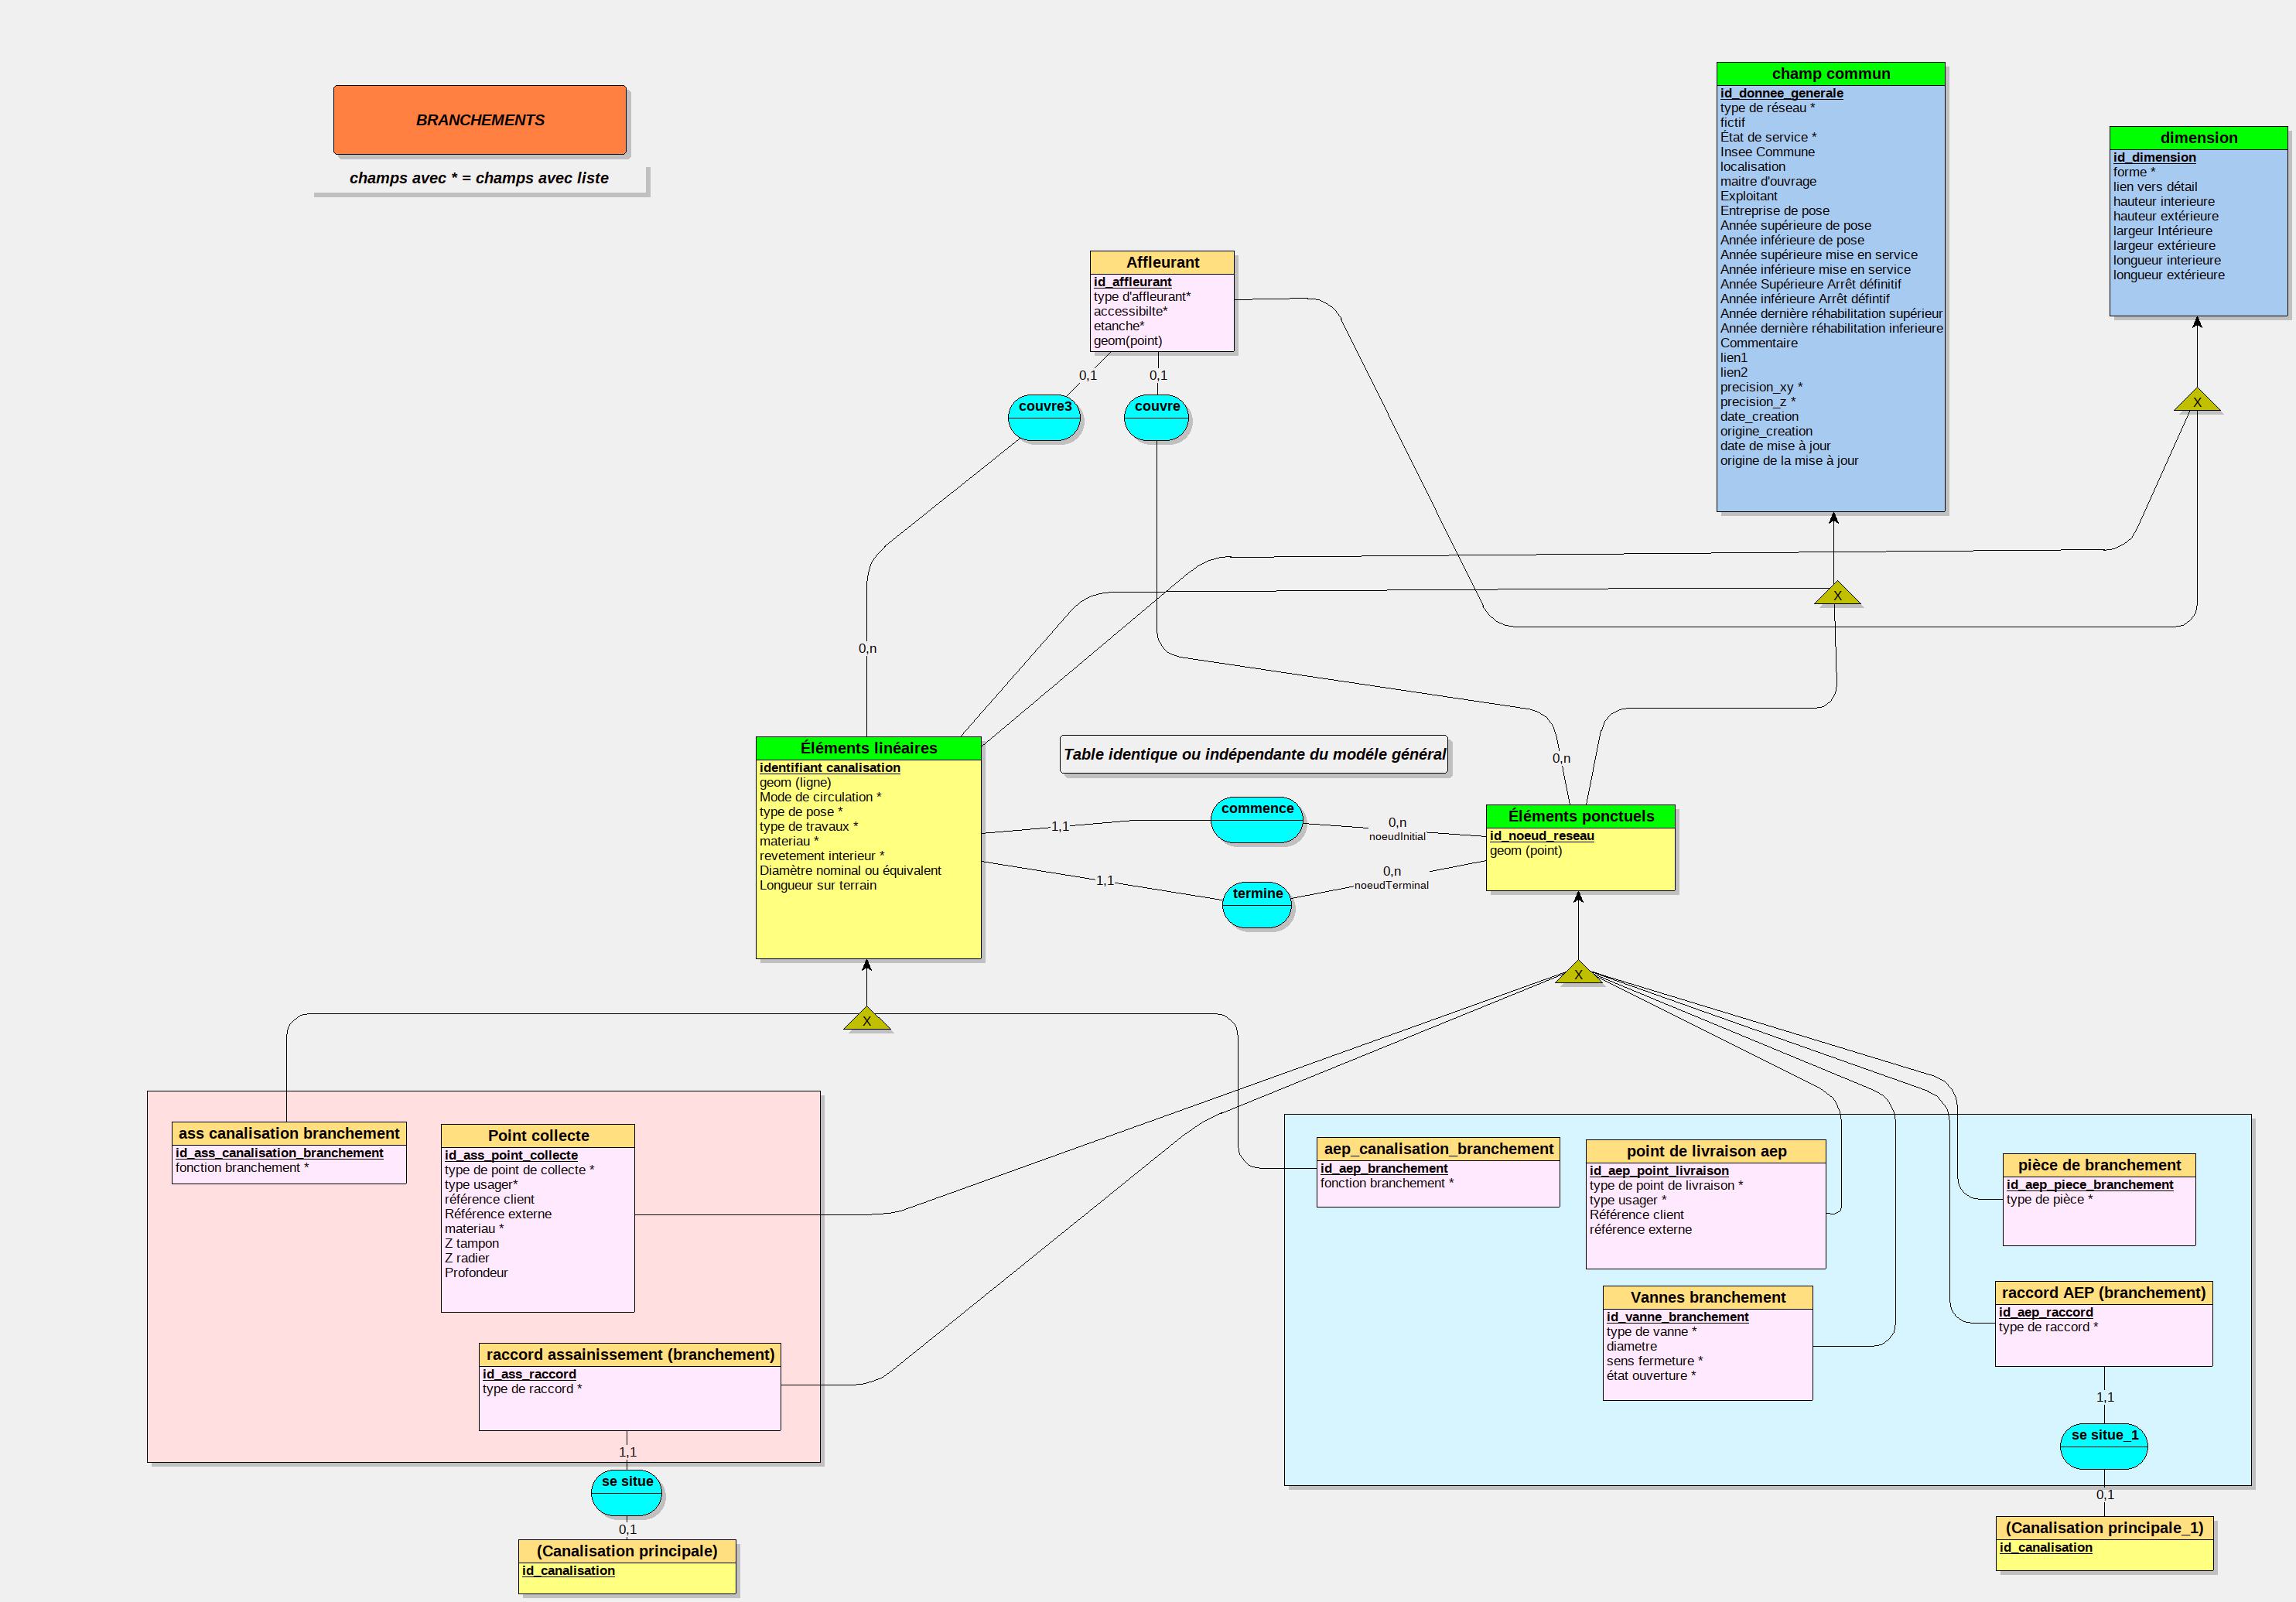 BRANCHEMENTS
champs avec * = champs avec liste
champ commun
id_donnee_generale
type de réseau *
fictif
État de service *
Insee Commune
localisation
maitre d'ouvrage
Exploitant
Entreprise de pose
Année supérieure de pose
Année inférieure de pose
Année supérieure mise en service
Année inférieure mise en service
Année Supérieure Arrêt définitif
Année inférieure Arrêt défintif
Année dernière réhabilitation supérieur
Année dernière réhabilitation inferieure
Commentaire
lien1
lien2
precision_xy *
precision_z *
date_creation
origine_creation
date de mise à jour
origine de la mise à jour
dimension
id_dimension
forme *
lien vers détail
hauteur interieure
hauteur extérieure
largeur Intérieure
largeur extérieure
longueur interieure
longueur extérieure
Affleurant
id_affleurant
type d'affleurant*
accessibilte*
etanche*
geom(point)
0,1
0,1
couvre3
couvre
X
X
0,n
0,n
Éléments linéaires
identifiant canalisation
geom (ligne)
Mode de circulation *
type de pose *
type de travaux *
materiau *
revetement interieur *
Diamètre nominal ou équivalent
Longueur sur terrain
Table identique ou indépendante du modéle général
1,1
commence
0,n
noeudInitial
1,1
termine
0,n
noeudTerminal
Éléments ponctuels
id_noeud_reseau
geom (point)
X
X
ass canalisation branchement
id_ass_canalisation_branchement
fonction branchement *
Point collecte
id_ass_point_collecte
type de point de collecte *
type usager*
référence client
Référence externe
materiau *
Z tampon
Z radier
Profondeur
raccord assainissement (branchement)
id_ass_raccord
type de raccord *
1,1
se situe
0,1
(Canalisation principale)
id_canalisation
aep_canalisation_branchement
id_aep_branchement
fonction branchement *
point de livraison aep
id_aep_point_livraison
type de point de livraison *
type usager *
Référence client
référence externe
Vannes branchement
id_vanne_branchement
type de vanne *
diametre
sens fermeture *
état ouverture *
pièce de branchement
id_aep_piece_branchement
type de pièce *
raccord AEP (branchement)
id_aep_raccord
type de raccord *
1,1
se situe_1
0,1
(Canalisation principale_1)
id_canalisation